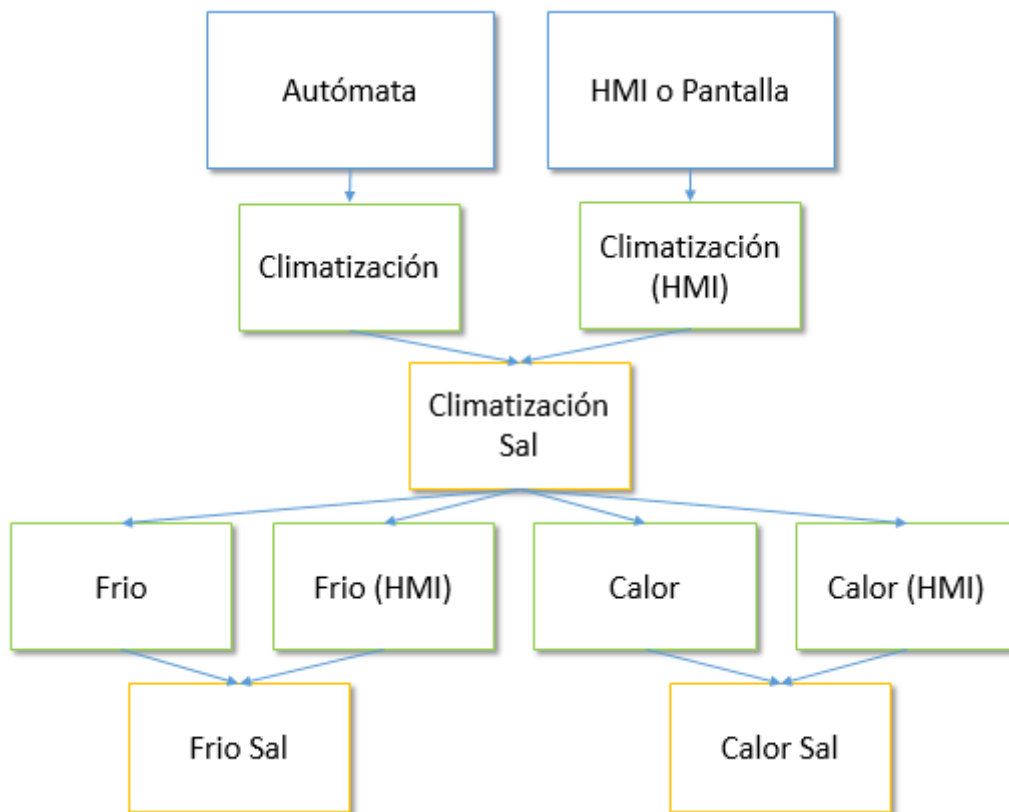 Autómata
HMI o Pantalla
Climatización
Climatización
(HMI)
Climatización
Sal
Frio
Frio (HMI)
Calor
Calor (HMI)
Frio Sal
Calor Sal